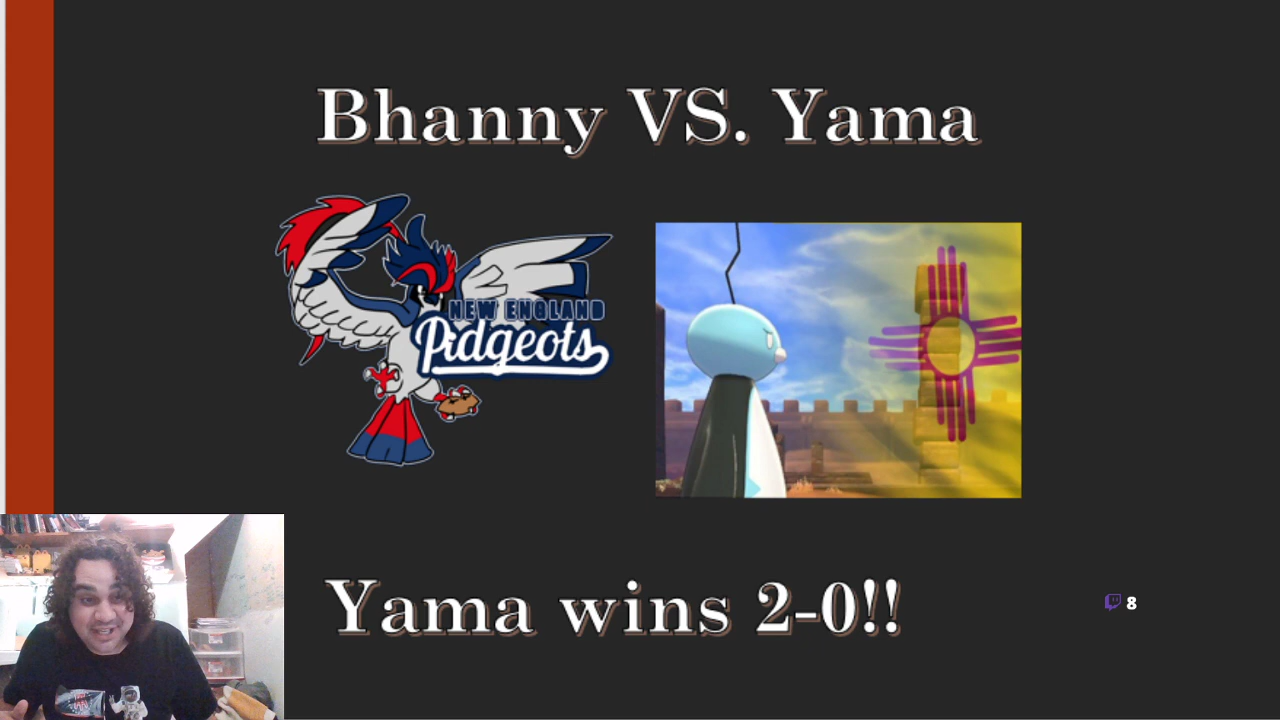 Bhanny VS. Yama
NEW ENGLAND
Pidgeots
Yama wins 2-0!!
8